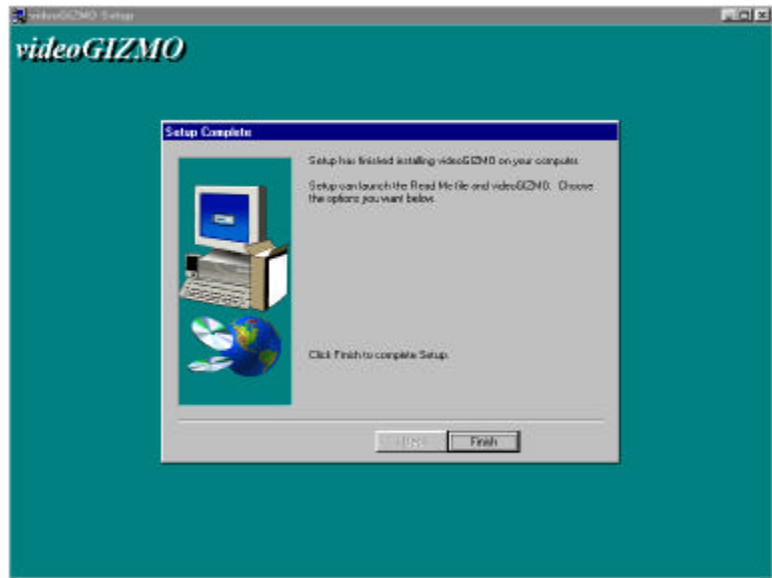 videoGIZMO Setup
videoGIZMO
Setup Complete
Setup has finished installing videoGIZMO on your computer.
Setup can launch the Read Me file and videoGIZMO. Choose
the options you want below.
Click Finish to complete Setup.
< Back
Finish